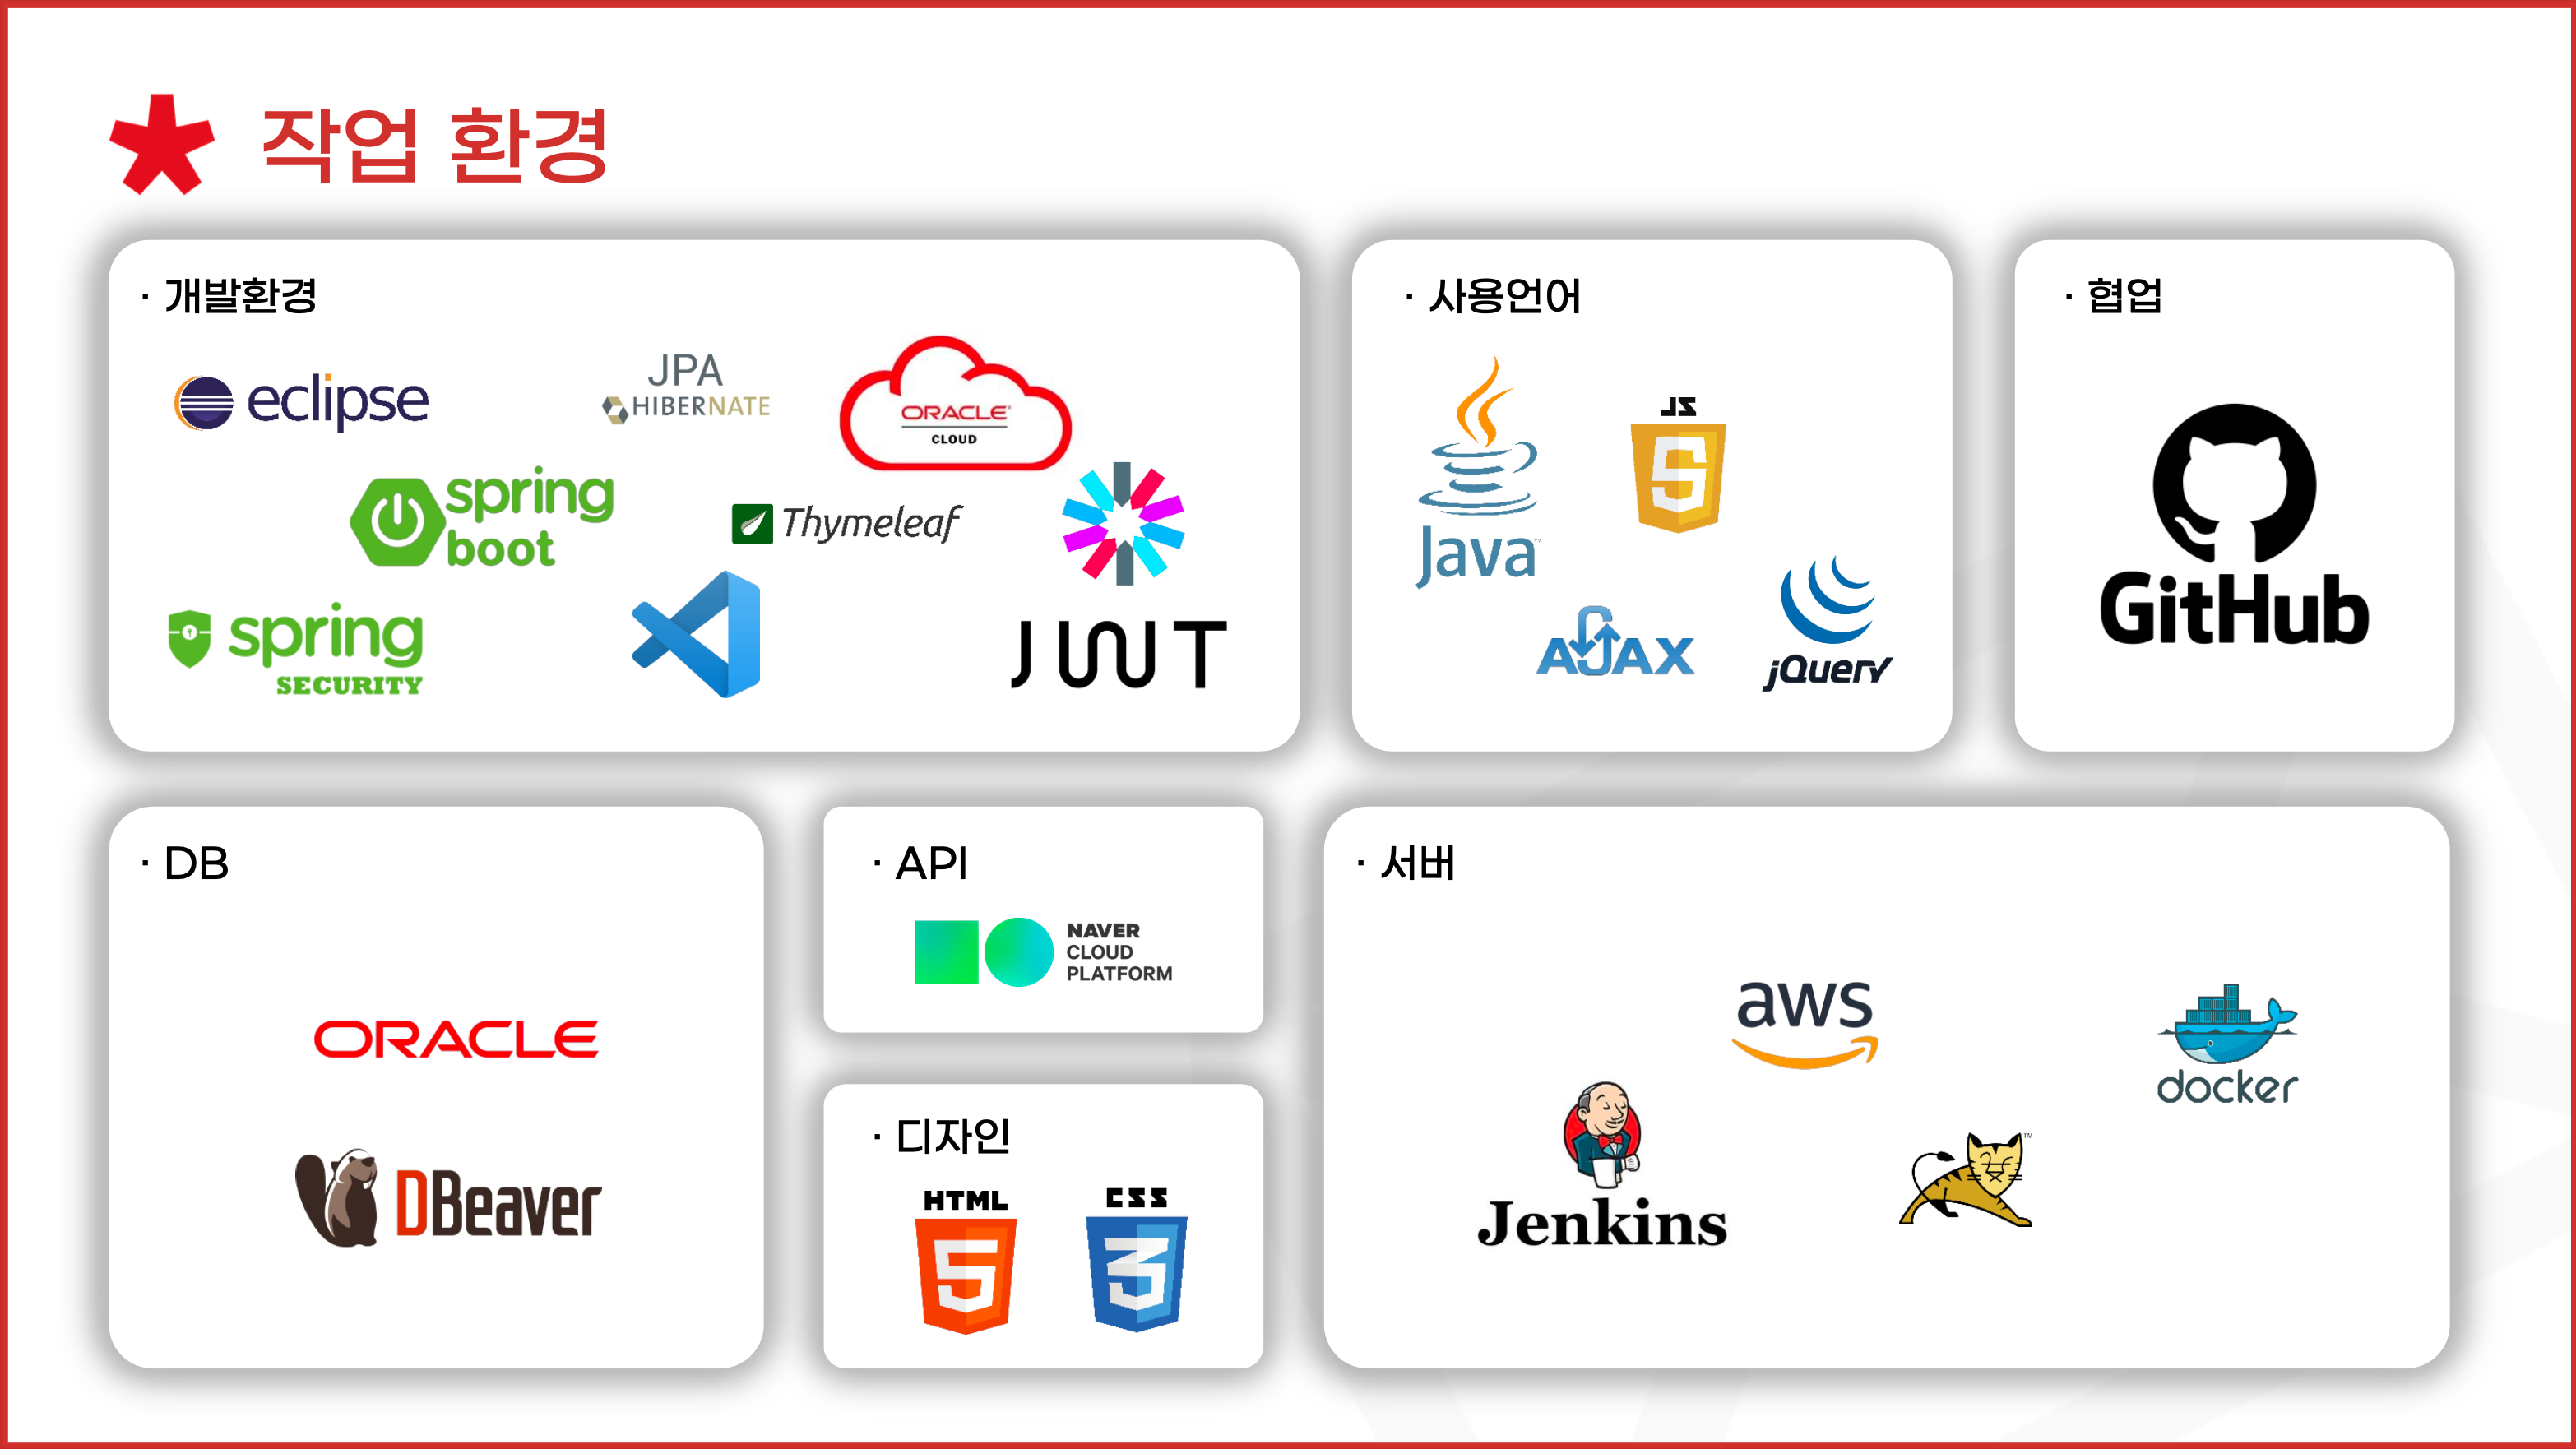 작업 환경
· 개발환경
eclipse
JPA
HIBERNATE
ORACLE
CLOUD
spring
boot
Thymeleaf
spring
SECURITY
JWT
· 사용언어
Java
JS
AJAX
jQuery
· 협업
GitHub
· DB
ORACLE
DBeaver
· API
NAVER
CLOUD
PLATFORM
· 디자인
HTML
CSS
· 서버
aws
docker
Jenkins
TM